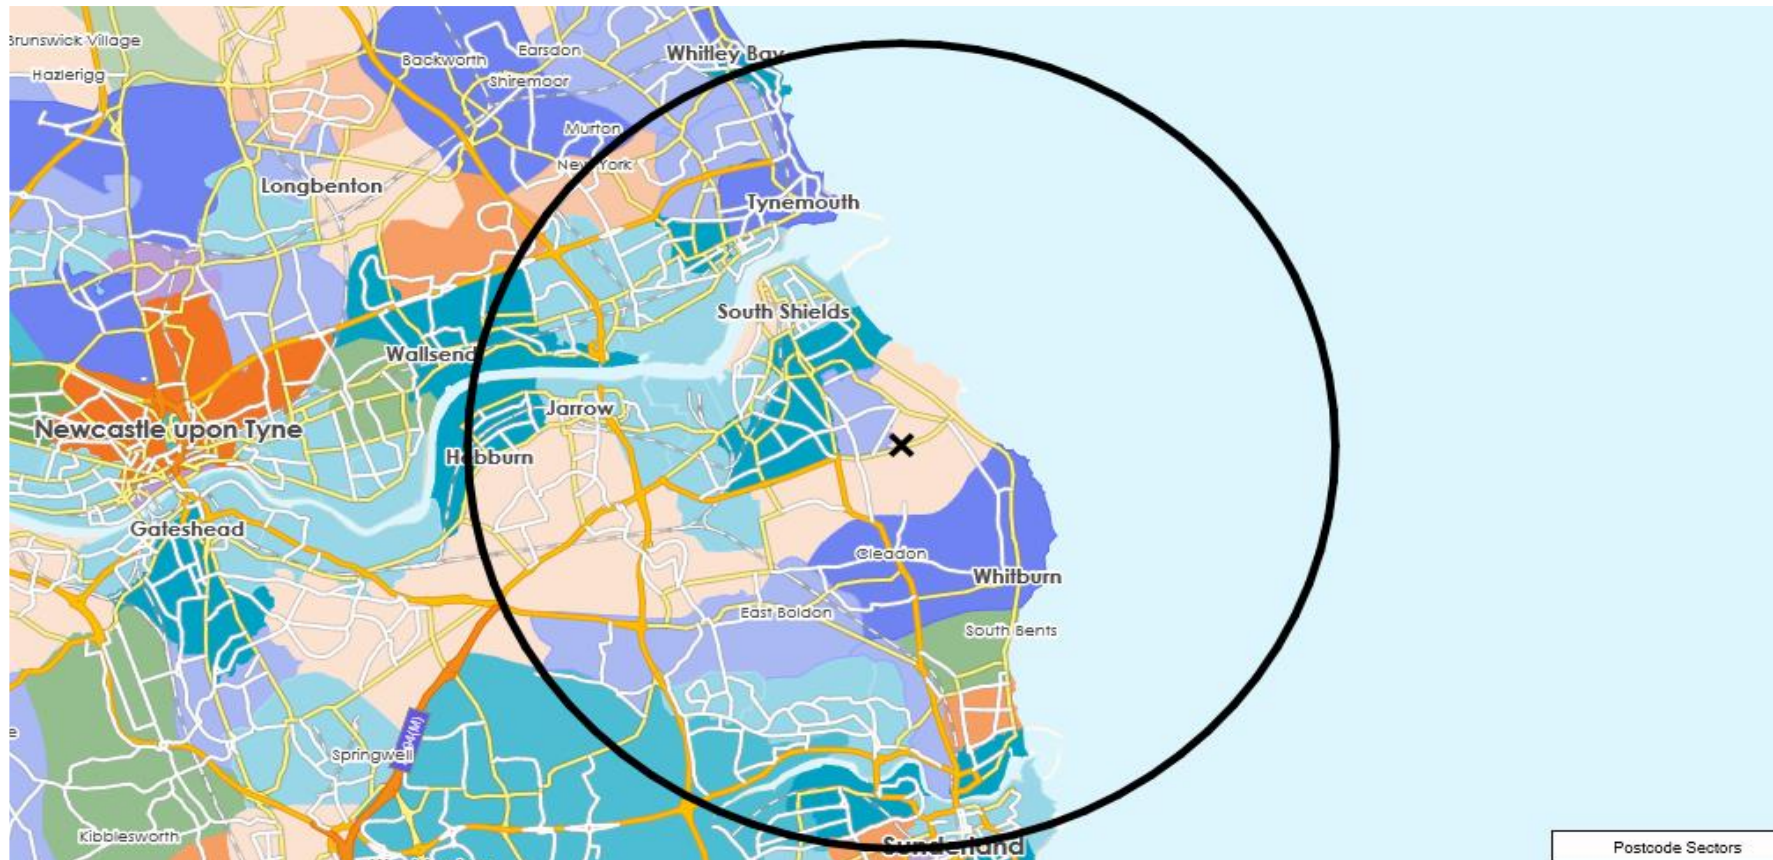 Brunswick Village
Hazlerigg
Backworth
Earsdon
Whitley Bay
Shiremoor
Murton
New York
Longbenton
Tynemouth
South Shields
Wallsend
Jarrow
Newcastle upon Tyne
Hebburn
Gateshead
Cleadon
Whitburn
East Boldon
South Bents
Springwell
Kibblesworth
Sunderland
Postcode Sectors